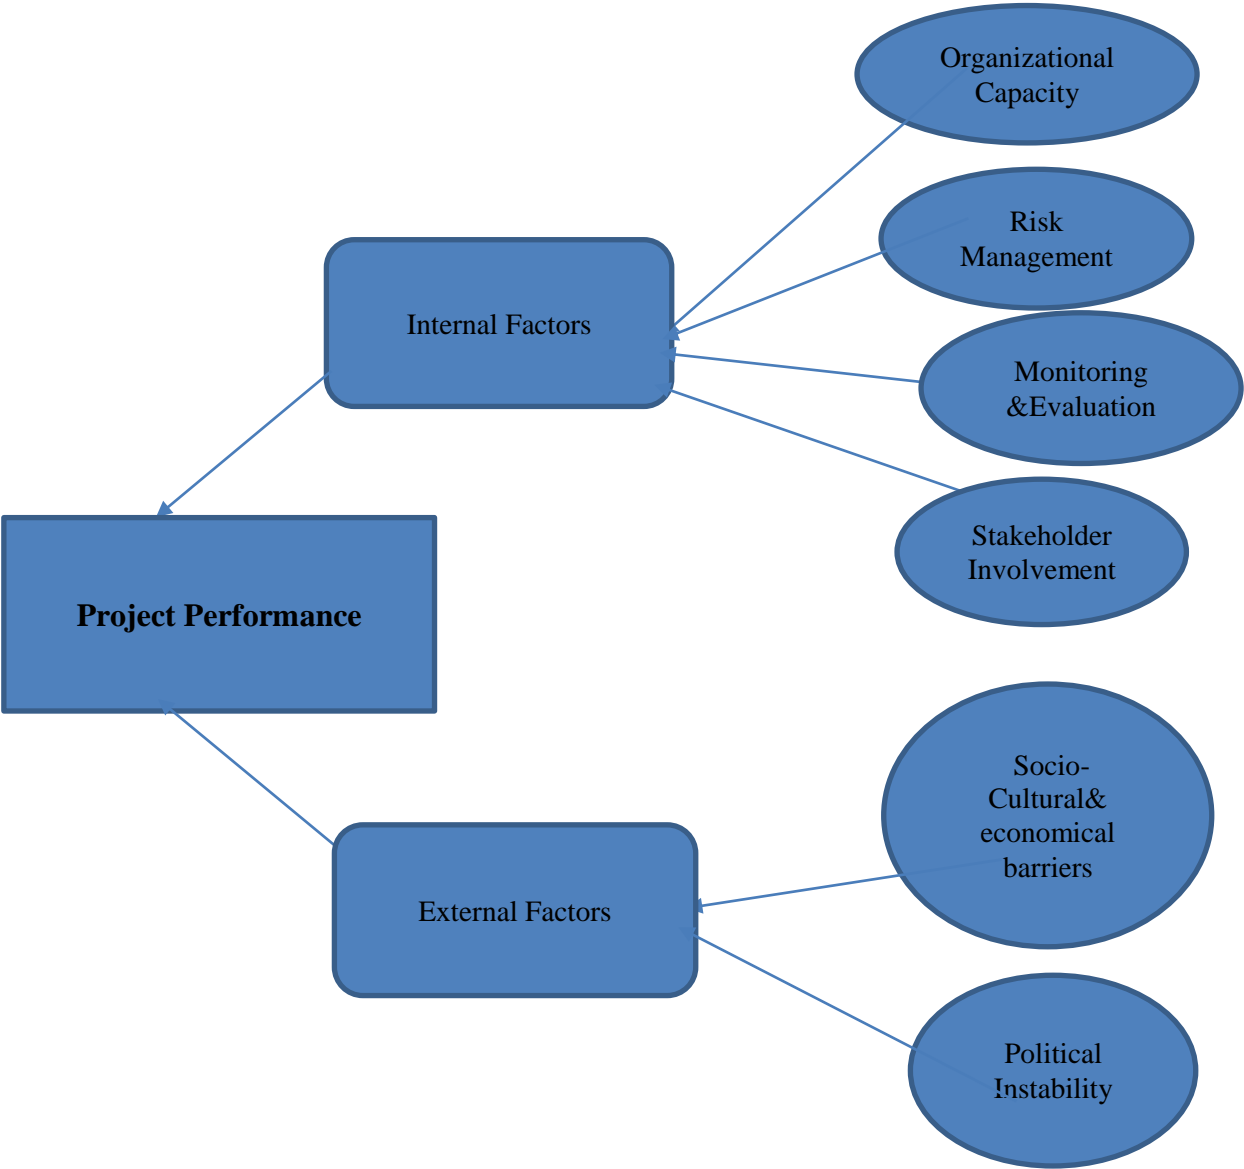 Organizational
Capacity
Risk
Management
Internal Factors
Monitoring
&Evaluation
Stakeholder
Involvement
Project Performance
Socio-
Cultural&
economical
barriers
External Factors
Political
Instability